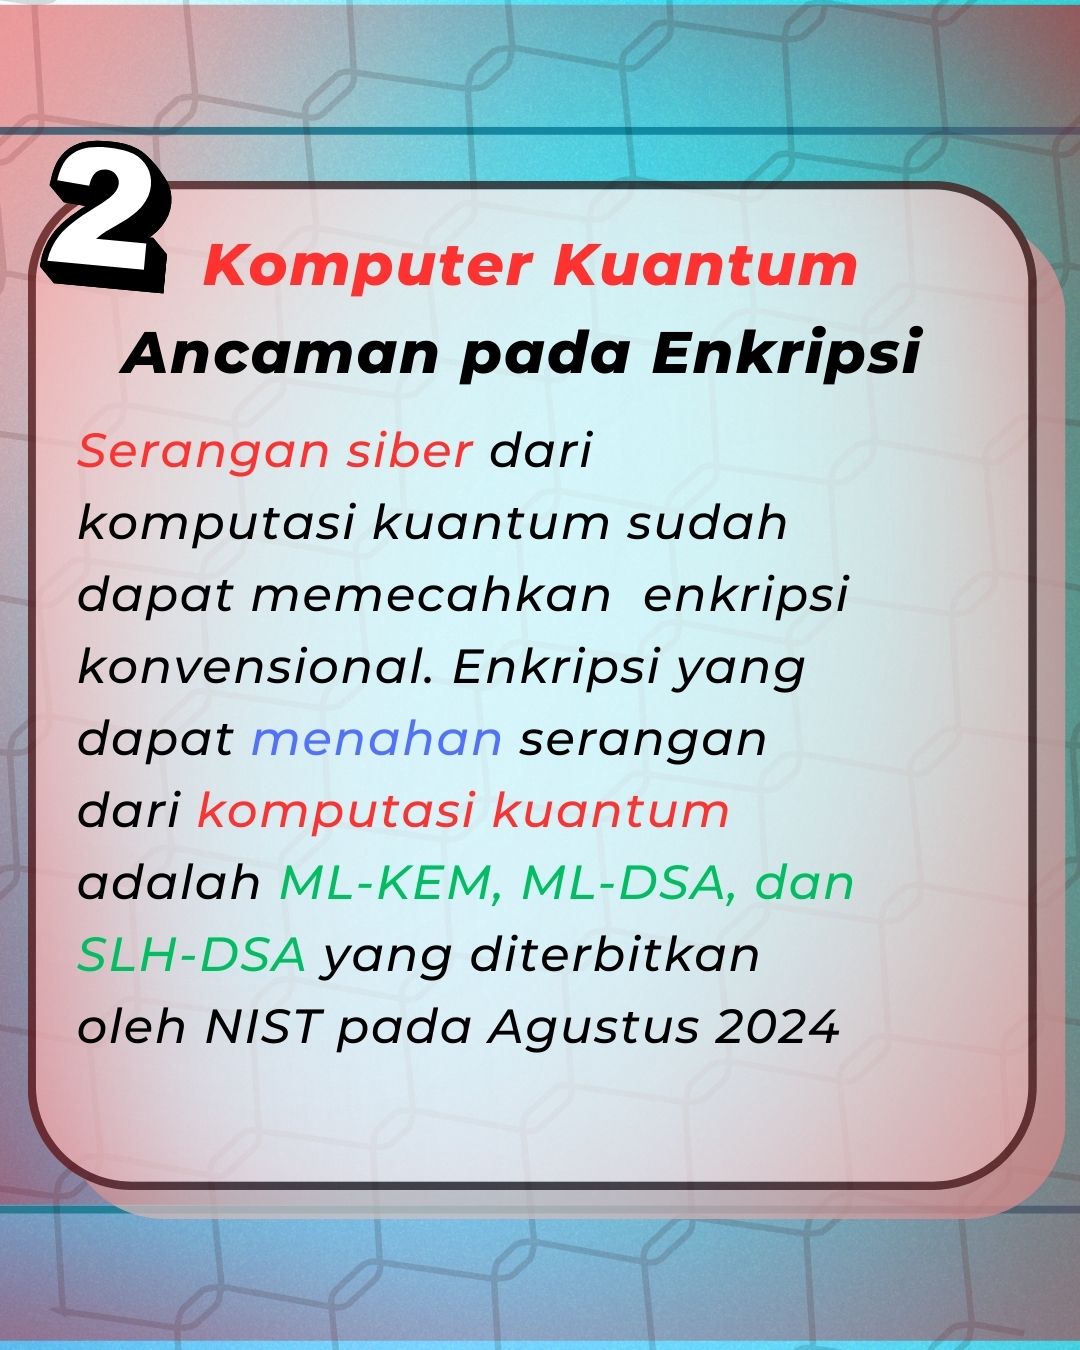 2
Komputer Kuantum
Ancaman pada Enkripsi
Serangan siber dari
komputasi kuantum sudah
dapat memecahkan  enkripsi
konvensional. Enkripsi yang
dapat menahan serangan
dari komputasi kuantum
adalah ML-KEM, ML-DSA, dan
SLH-DSA yang diterbitkan
oleh NIST pada Agustus 2024